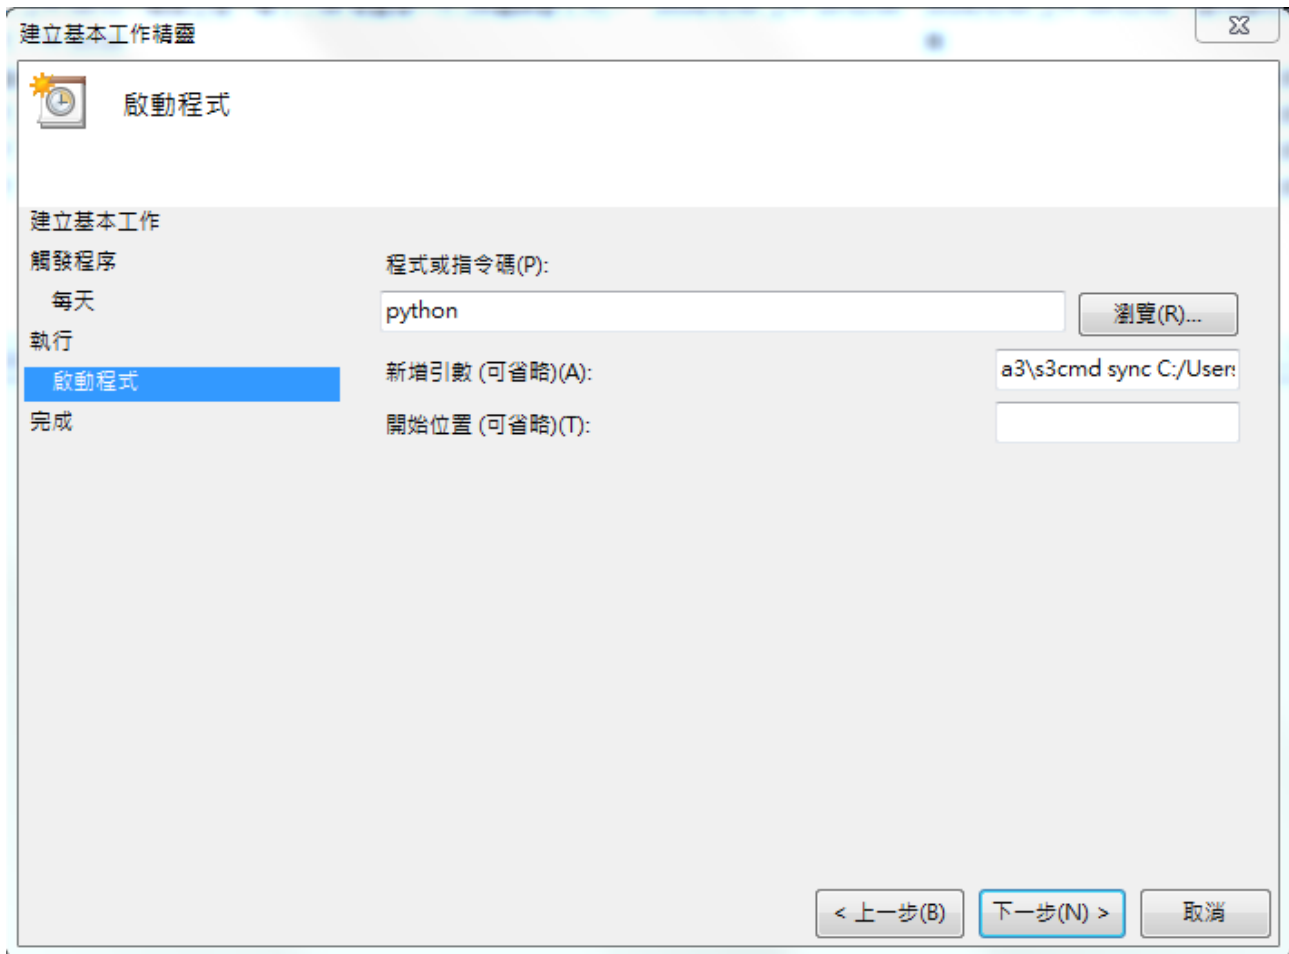 建立基本工作精靈
啟動程式
建立基本工作
觸發程序
每天
執行
啟動程式
完成
程式或指令碼(P):
python
瀏覽(R)...
新增引數 (可省略)(A):
a3\s3cmd sync C:/User
開始位置 (可省略)(T):
< 上一步(B)
下一步(N) >
取消